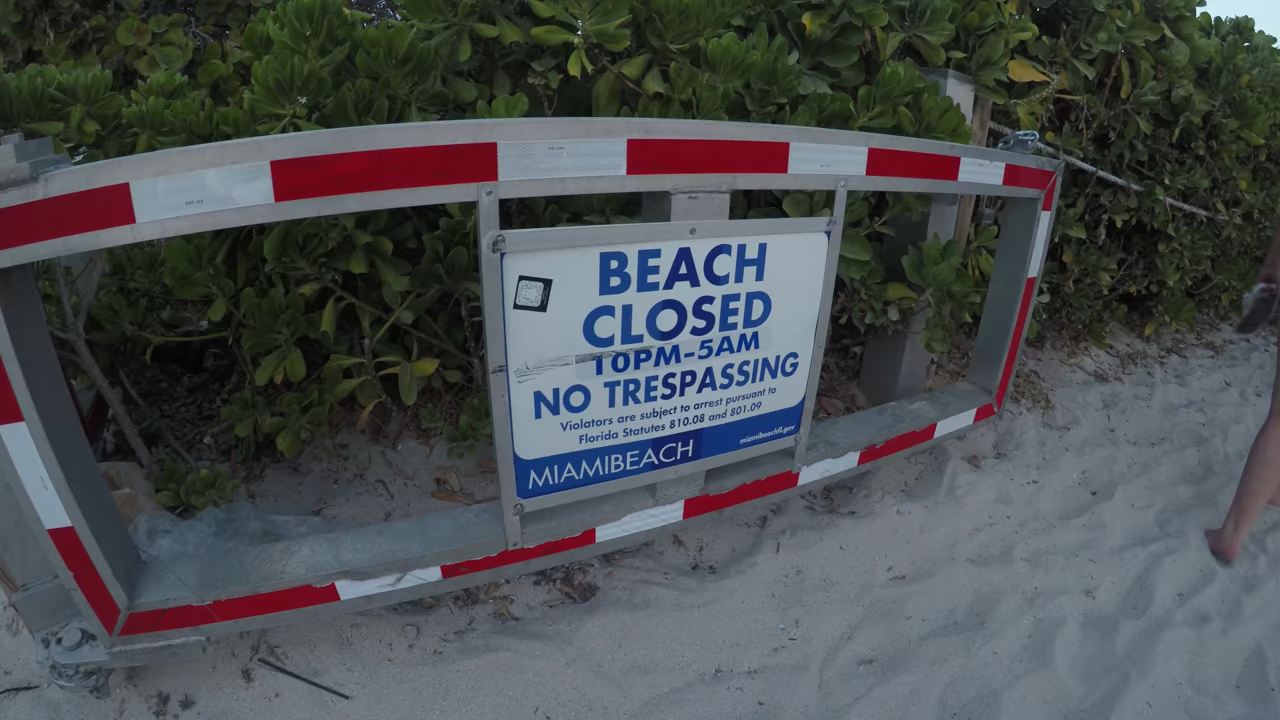 BEACH
CLOSED
10PM-5AM
NO TRESPASSING
Violators are subject to arrest pursuant to
Florida Statutes 810.08 and 801.09
MIAMIBEACH
miamibeachfl.gov